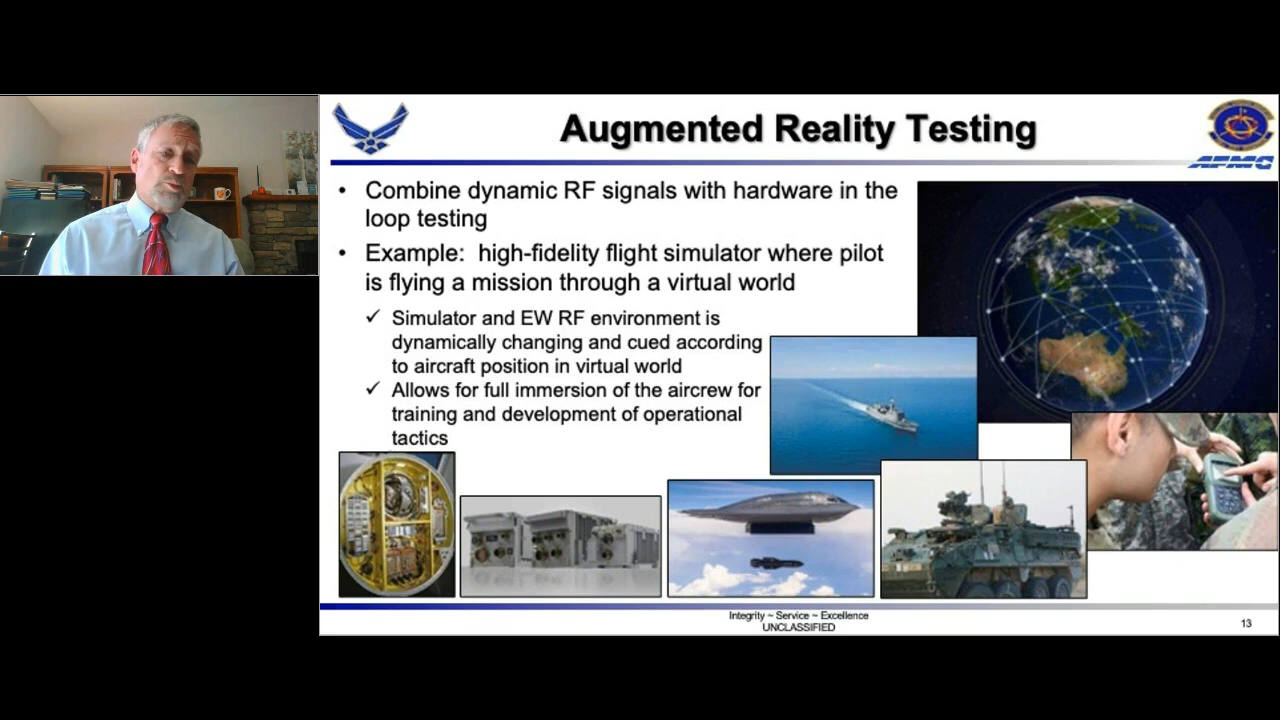 Augmented Reality Testing
AFMC
• Combine dynamic RF signals with hardware in the
loop testing
• Example:  high-fidelity flight simulator where pilot
is flying a mission through a virtual world
✓ Simulator and EW RF environment is
dynamically changing and cued according
to aircraft position in virtual world
✓ Allows for full immersion of the aircrew for
training and development of operational
tactics
Integrity ~ Service ~ Excellence
UNCLASSIFIED
13